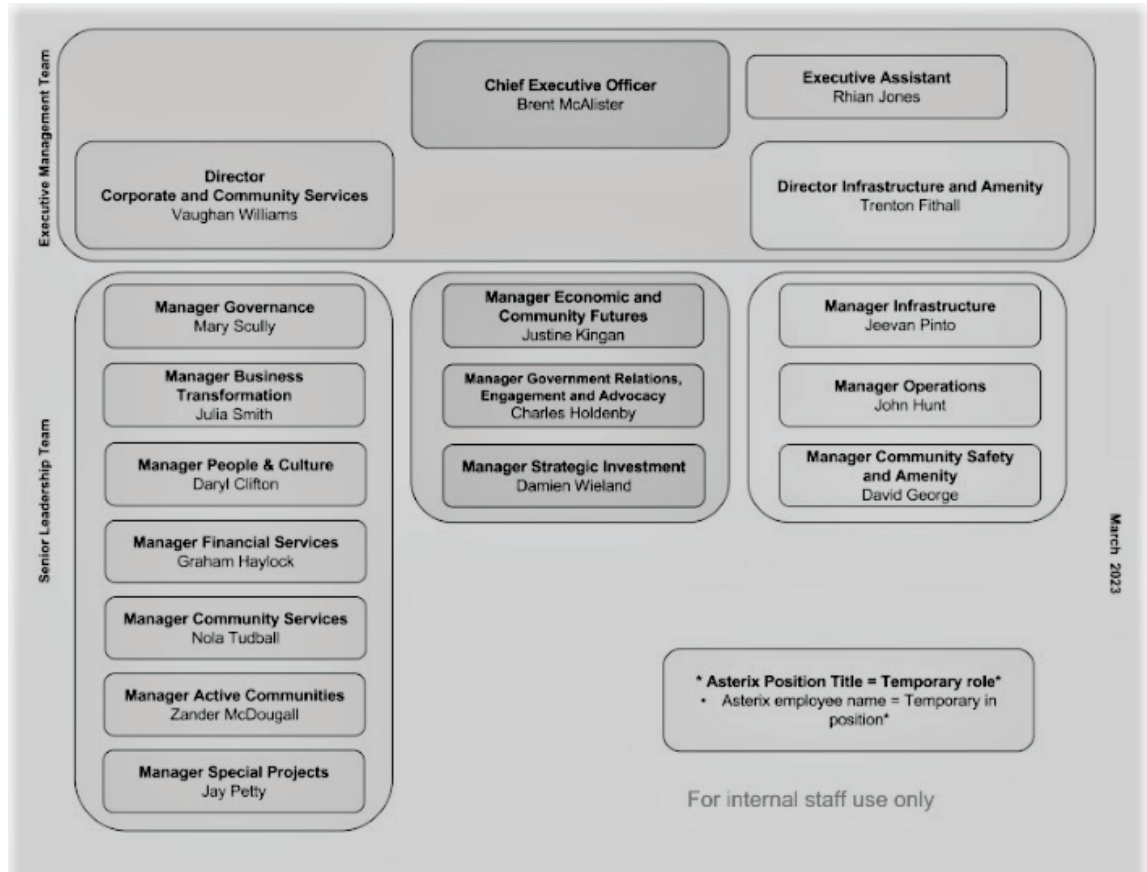 Executive Management Team
Chief Executive Officer
Brent McAlister
Executive Assistant
Rhian Jones
Director
Corporate and Community Services
Vaughan Williams
Director Infrastructure and Amenity
Trenton Fithall
Senior Leadership Team
Manager Governance
Mary Scully
Manager Business
Transformation
Julia Smith
Manager People & Culture
Daryl Clifton
Manager Financial Services
Graham Haylock
Manager Community Services
Nola Tudball
Manager Active Communities
Zander McDougall
Manager Special Projects
Jay Petty
Manager Economic and
Community Futures
Justine Kingan
Manager Government Relations,
Engagement and Advocacy
Charles Holdenby
Manager Strategic Investment
Damien Wieland
Manager Infrastructure
Jeevan Pinto
Manager Operations
John Hunt
Manager Community Safety
and Amenity
David George
March 2023
* Asterix Position Title = Temporary role*
• Asterix employee name = Temporary in
position*
For internal staff use only